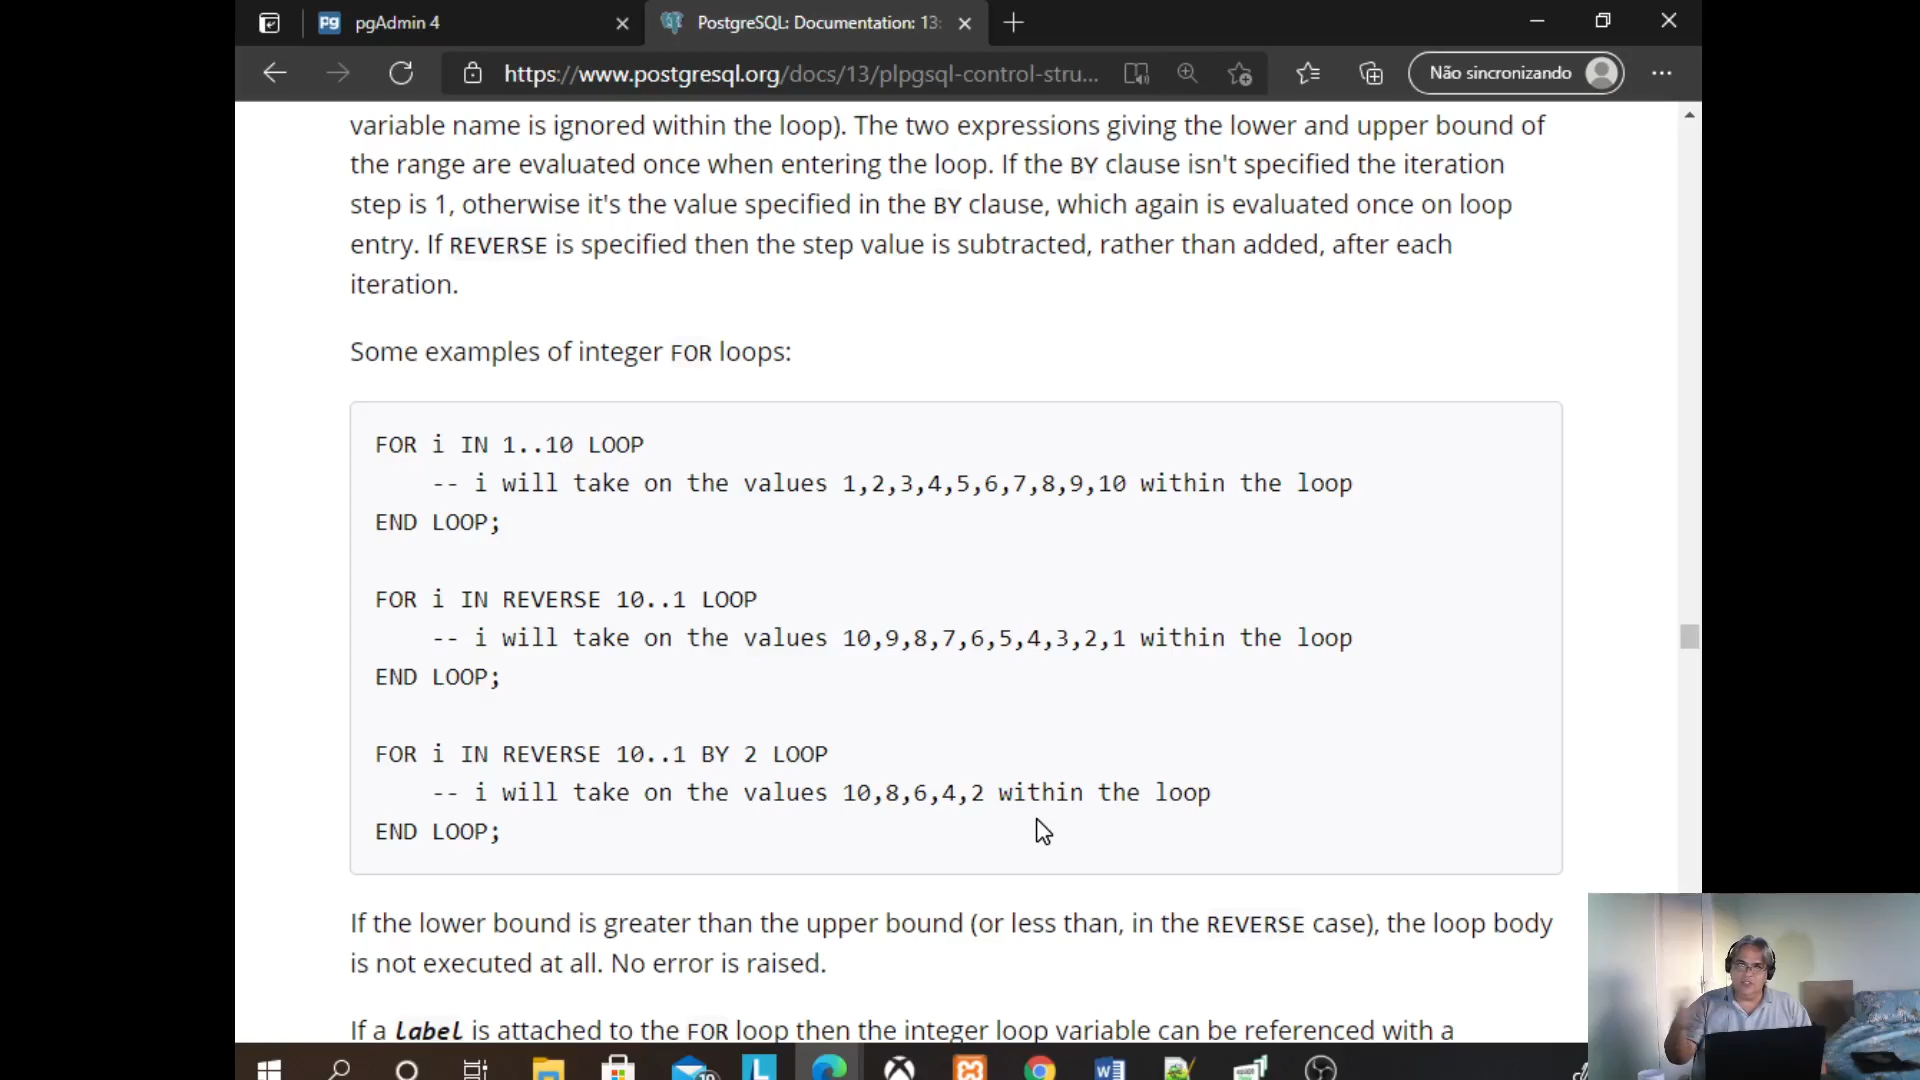 pgAdmin 4
PostgreSQL: Documentation: 13:
https://www.postgresql.org/docs/13/plpgsql-control-stru...
Não sincronizando
variable name is ignored within the loop). The two expressions giving the lower and upper bound of
the range are evaluated once when entering the loop. If the BY clause isn't specified the iteration
step is 1, otherwise it's the value specified in the BY clause, which again is evaluated once on loop
entry. If REVERSE is specified then the step value is subtracted, rather than added, after each
iteration.
Some examples of integer FOR loops:
FOR i IN 1..10 LOOP
-- i will take on the values 1,2,3,4,5,6,7,8,9,10 within the loop
END LOOP;
FOR i IN REVERSE 10..1 LOOP
-- i will take on the values 10,9,8,7,6,5,4,3,2,1 within the loop
END LOOP;
FOR i IN REVERSE 10..1 BY 2 LOOP
-- i will take on the values 10,8,6,4,2 within the loop
END LOOP;
If the lower bound is greater than the upper bound (or less than, in the REVERSE case), the loop body
is not executed at all. No error is raised.
If a label is attached to the FOR loop then the integer loop variable can be referenced with a